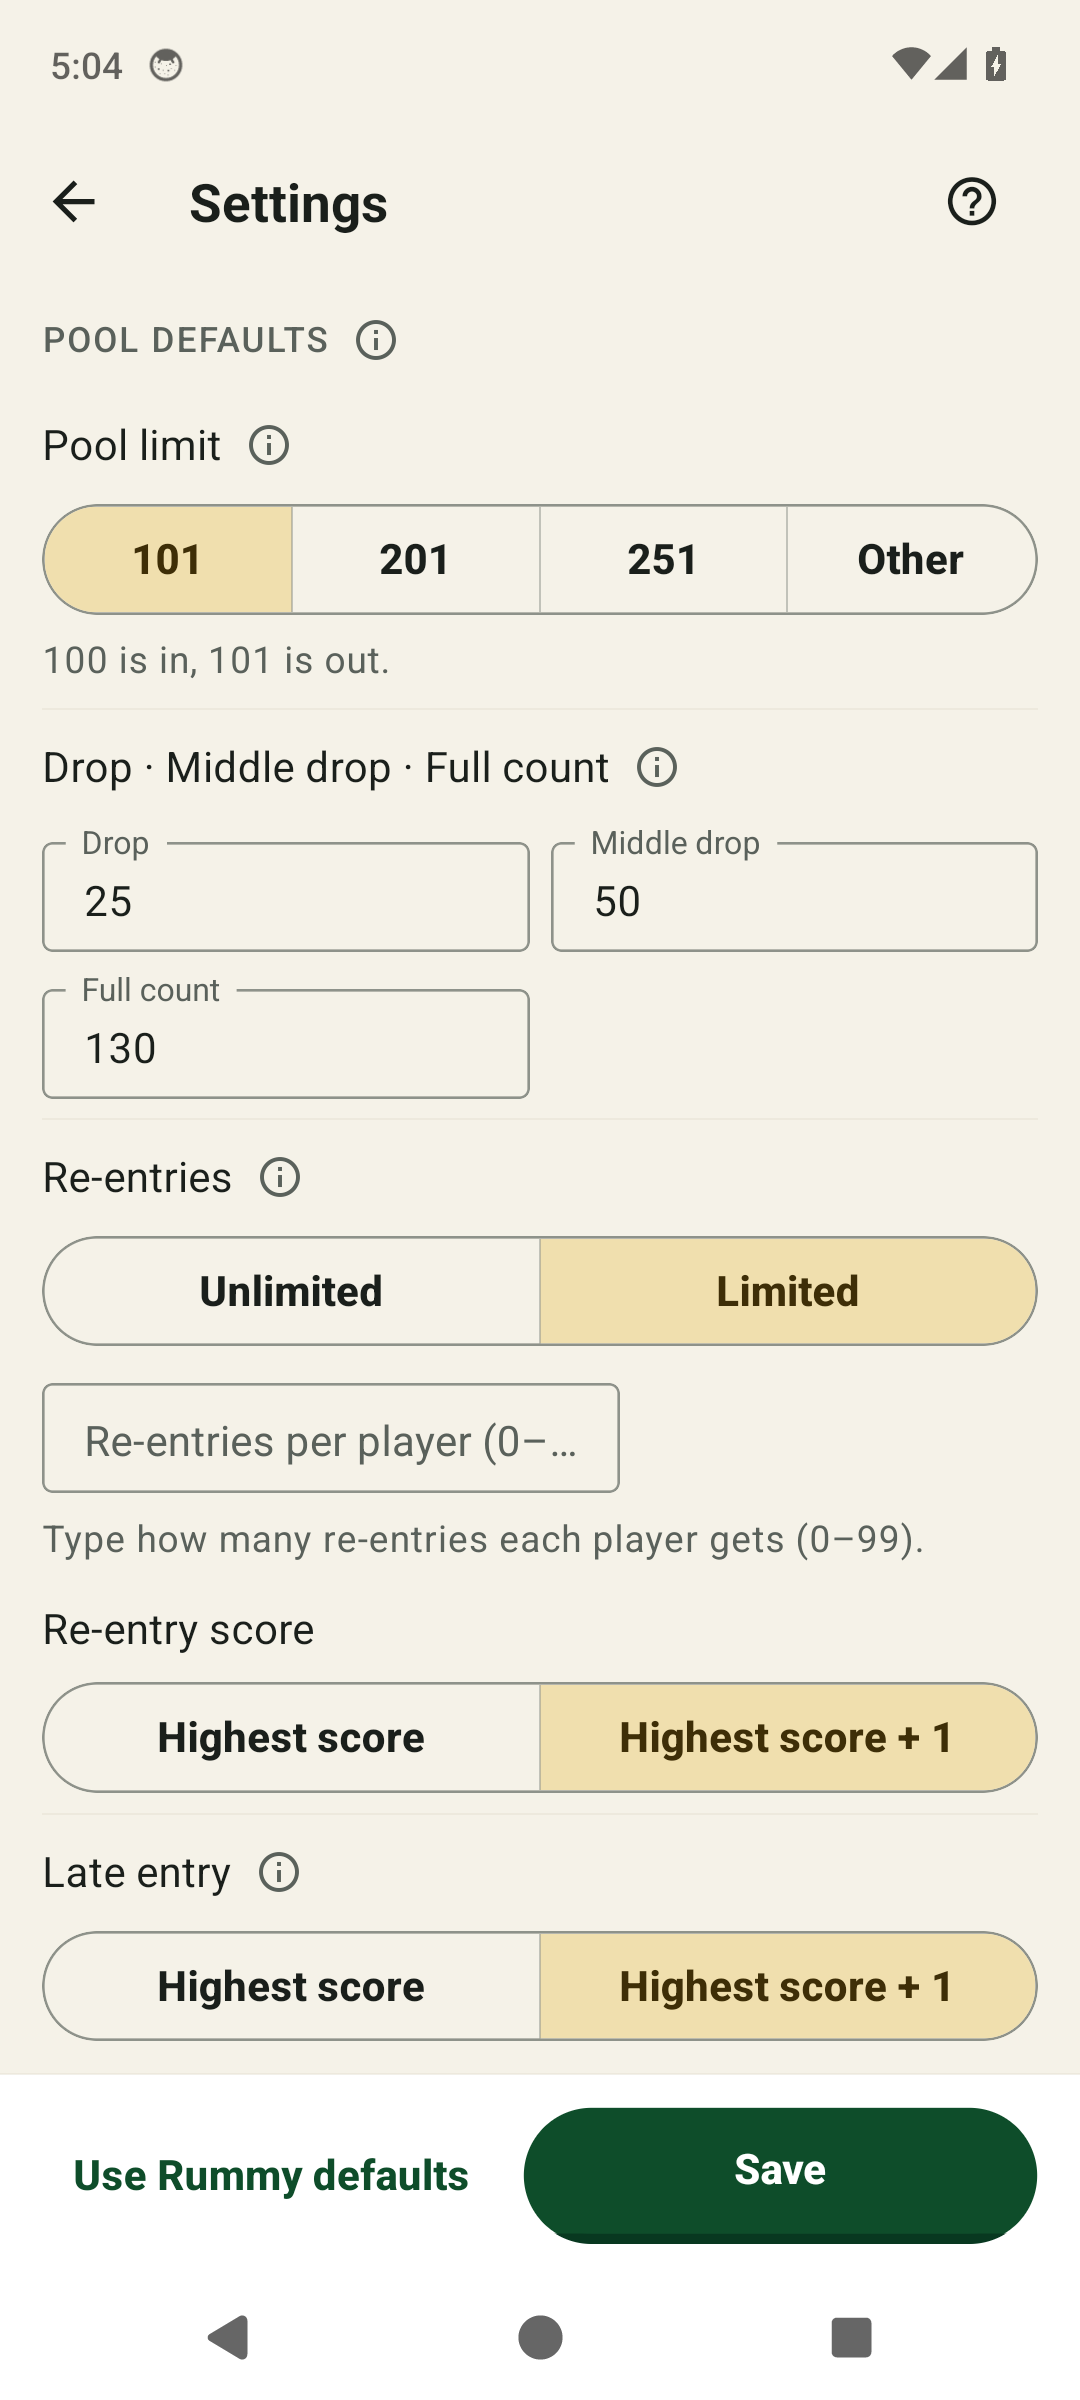 5:04
Settings
POOL DEFAULTS
Pool limit
101 201 251 Other
100 is in, 101 is out.
Drop · Middle drop · Full count
Drop Middle drop
25 50
Full count
130
Re-entries
Unlimited Limited
Re-entries per player (0–…
Type how many re-entries each player gets (0–99).
Re-entry score
Highest score Highest score + 1
Late entry
Highest score Highest score + 1
Use Rummy defaults Save